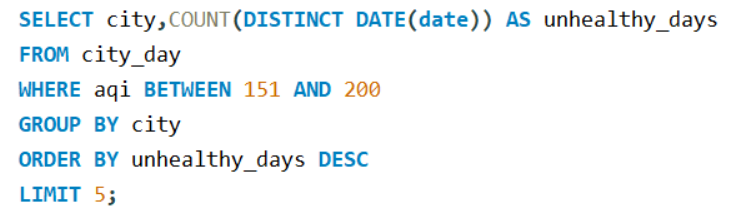 SELECT city,COUNT(DISTINCT DATE(date)) AS unhealthy_days
FROM city_day
WHERE aqi BETWEEN 151 AND 200
GROUP BY city
ORDER BY unhealthy_days DESC
LIMIT 5;